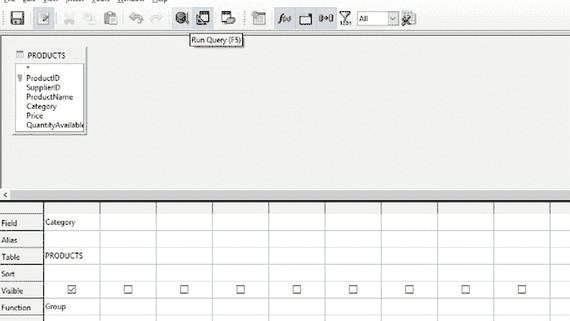 All
Run Query (F5)
PRODUCTS
*
ProductID
SupplierID
ProductName
Category
Price
QuantityAvailable
Field Category
Alias
Table PRODUCTS
Sort
Visible
Function Group